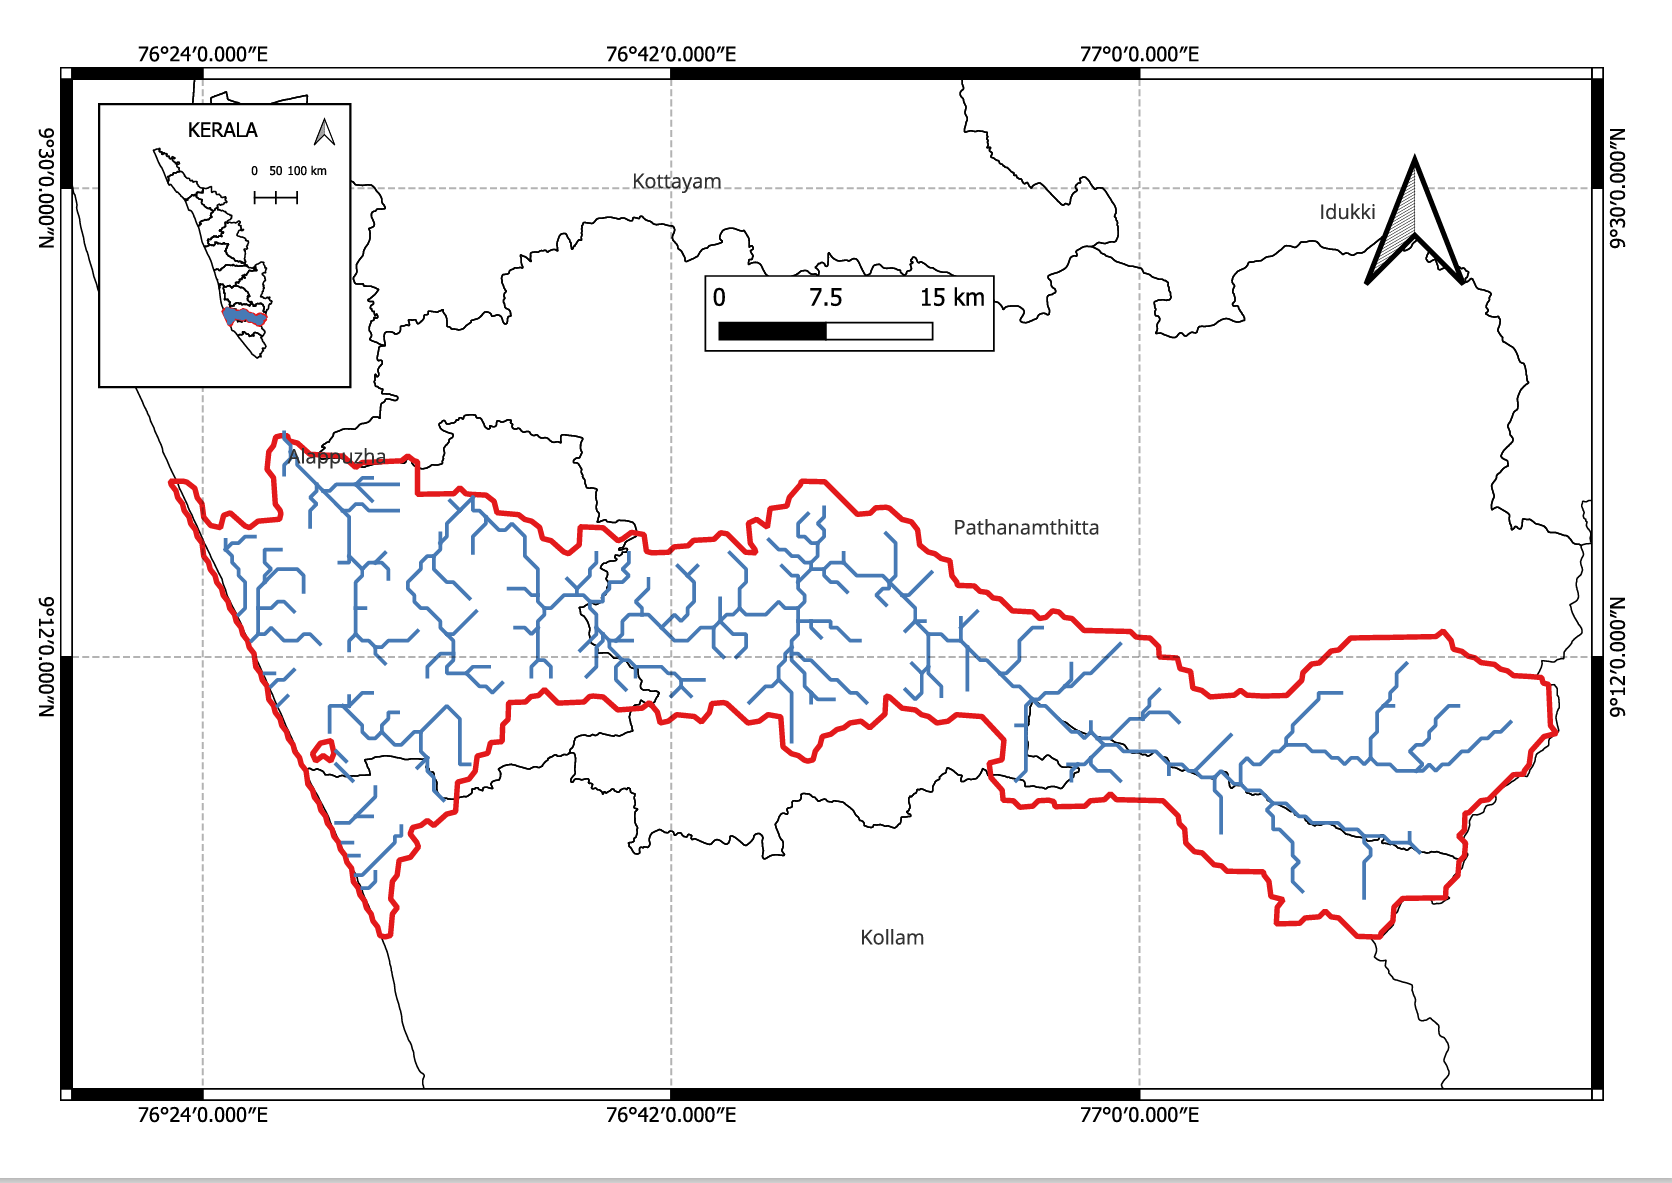 76°24′0.000″E 76°42′0.000″E 77°0′0.000″E
KERALA
0 50 100 km
9°30′0.000″N
9°30′0.000″N
Kottayam
Idukki
0 7.5 15 km
Alappuzha
Pathanamthitta
9°12′0.000″N
9°12′0.000″N
Kollam
76°24′0.000″E 76°42′0.000″E 77°0′0.000″E